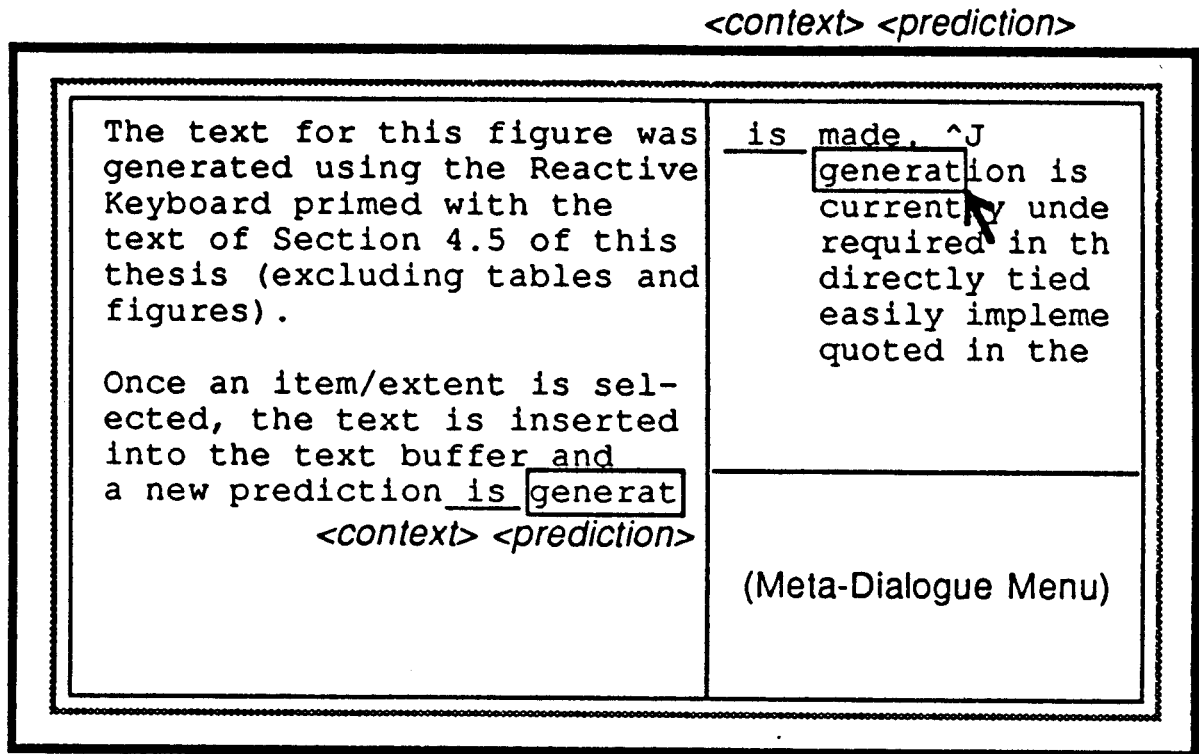 <context> <prediction>
The text for this figure was
generated using the Reactive
Keyboard primed with the
text of Section 4.5 of this
thesis (excluding tables and
figures).
Once an item/extent is sel-
ected, the text is inserted
into the text buffer and
a new prediction is generat
<context> <prediction>
is made. ^J
generation is
currently unde
required in th
directly tied
easily impleme
quoted in the
(Meta-Dialogue Menu)